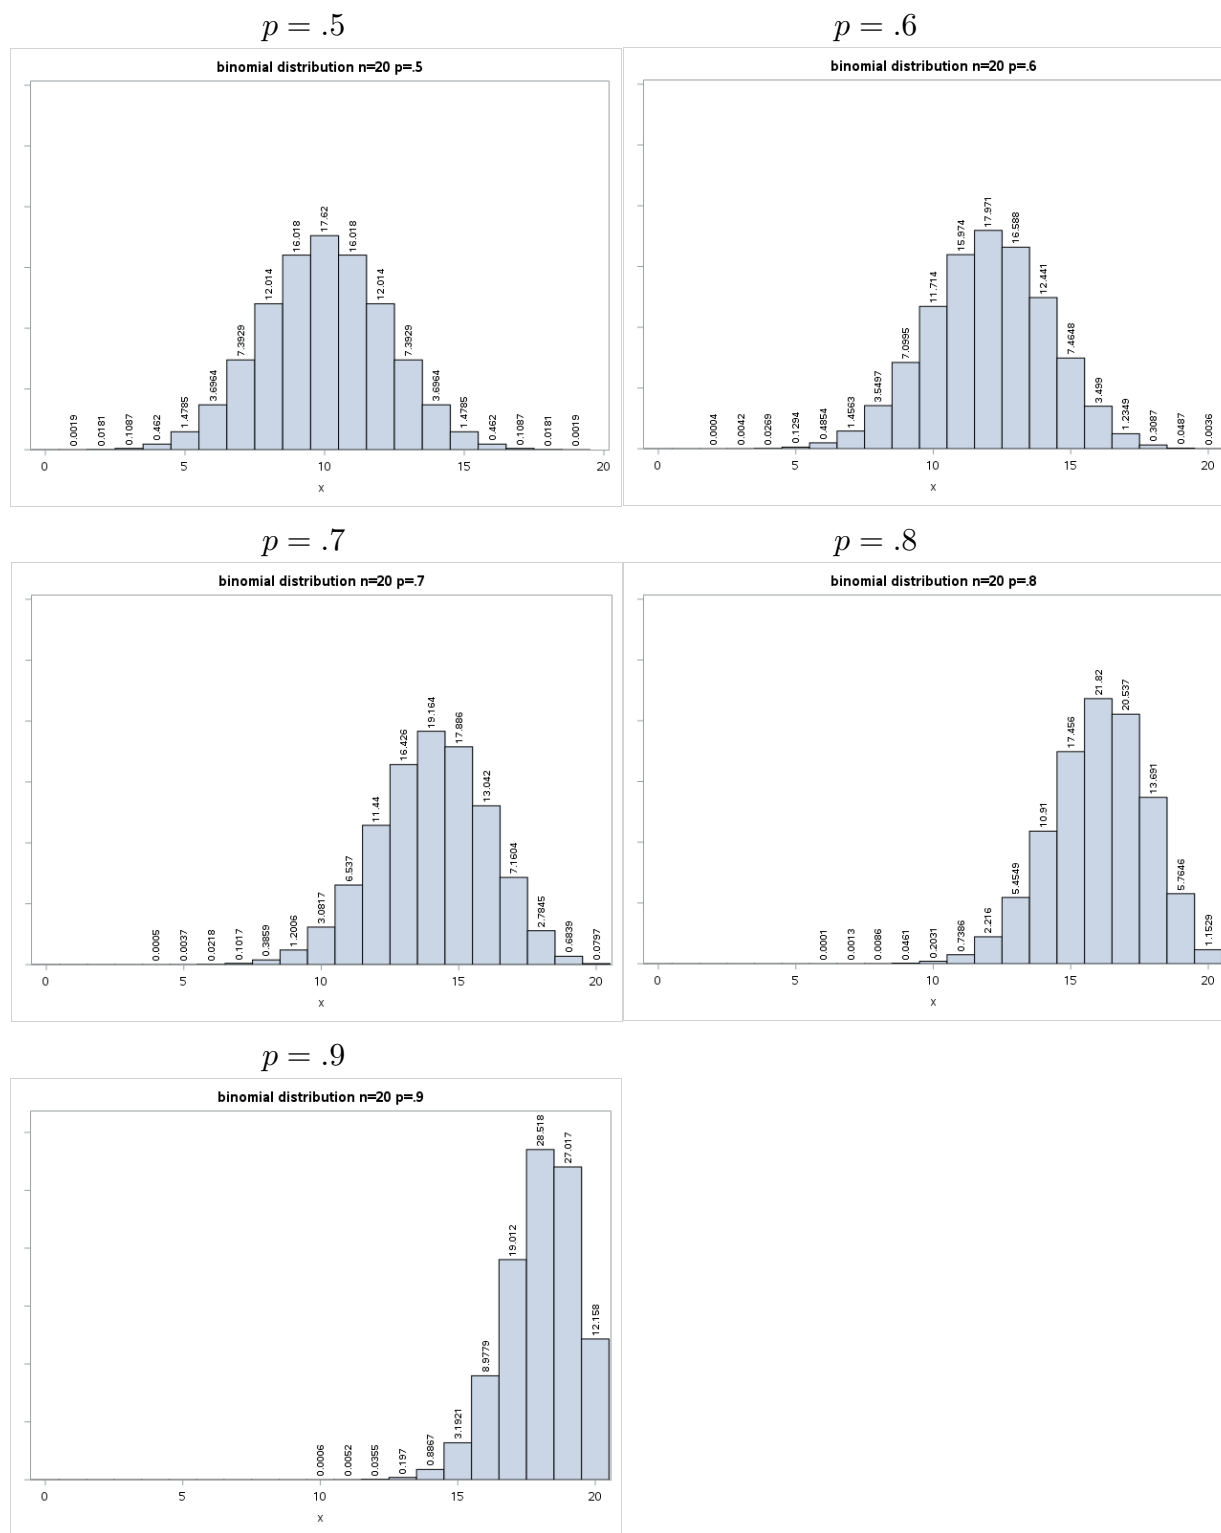 p = .5
p = .6
binomial distribution n=20 p=.5
binomial distribution n=20 p=.6
0.0019 0.0181 0.1087 0.462 1.4785 3.6964 7.3929 12.014 16.018 17.62 16.018 12.014 7.3929 3.6964 1.4785 0.462 0.1087 0.0181 0.0019
0 5 10 15 20
x
0.0004 0.0042 0.0269 0.1294 0.4854 1.4563 3.5497 7.0995 11.714 15.974 17.971 16.588 12.441 7.4648 3.499 1.2349 0.3087 0.0487 0.0036
0 5 10 15 20
x
p = .7
p = .8
binomial distribution n=20 p=.7
binomial distribution n=20 p=.8
0.0005 0.0037 0.0218 0.1017 0.3859 1.2006 3.0817 6.537 11.44 16.426 19.164 17.886 13.042 7.1604 2.7845 0.6839 0.0797
0 5 10 15 20
x
0.0001 0.0013 0.0086 0.0461 0.2031 0.7386 2.216 5.4549 10.91 17.456 21.82 20.537 13.691 5.7646 1.1529
0 5 10 15 20
x
p = .9
binomial distribution n=20 p=.9
0.0006 0.0052 0.0355 0.197 0.8867 3.1921 8.9779 19.012 28.518 27.017 12.158
0 5 10 15 20
x